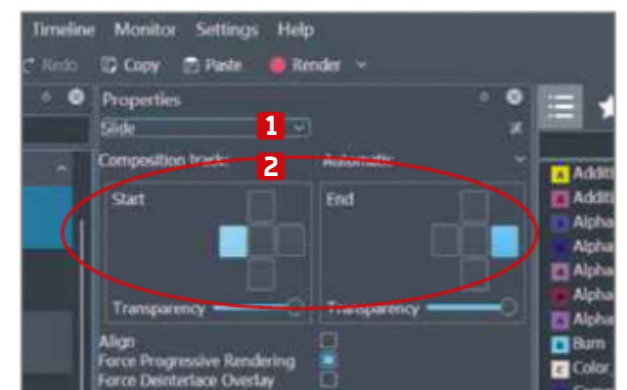 Timeline Monitor Settings Help
Redo Copy Paste Render
Properties
Slide 1
Composition track: 2 Automatic
Start End
Transparency Transparency
Align
Force Progressive Rendering
Force Deinterlace Overlay
Additi
Additi
Alpha
Alpha
Alpha
Alpha
Alpha
Burn
Color